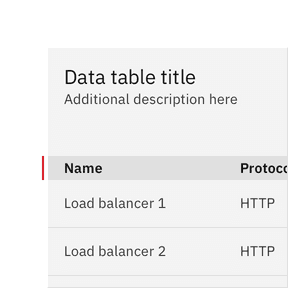 Data table title
Additional description here
Name Protoco
Load balancer 1 HTTP
Load balancer 2 HTTP